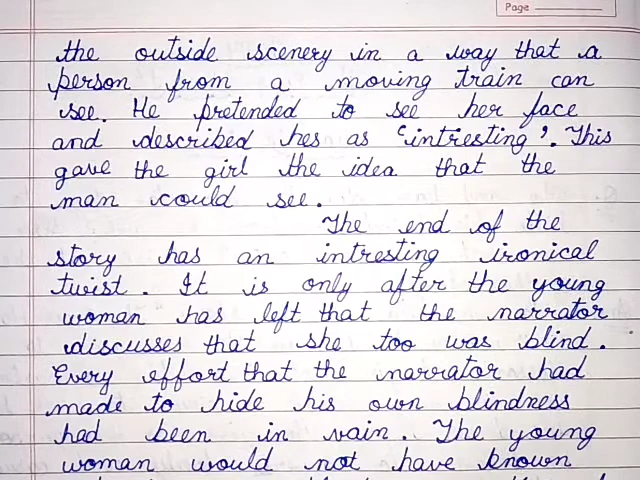 Page
the outside scenery in a way that a
person from a moving train can
see. He pretended to see her face
and described hes as 'intresting'. This
gave the girl the idea that the
man could see.
The end of the
story has an intresting ironical
twist. It is only after the young
woman has left that the narrator
discusses that she too was blind.
Every effort that the narrator had
made to hide his own blindness
had been in vain. The young
woman would not have known